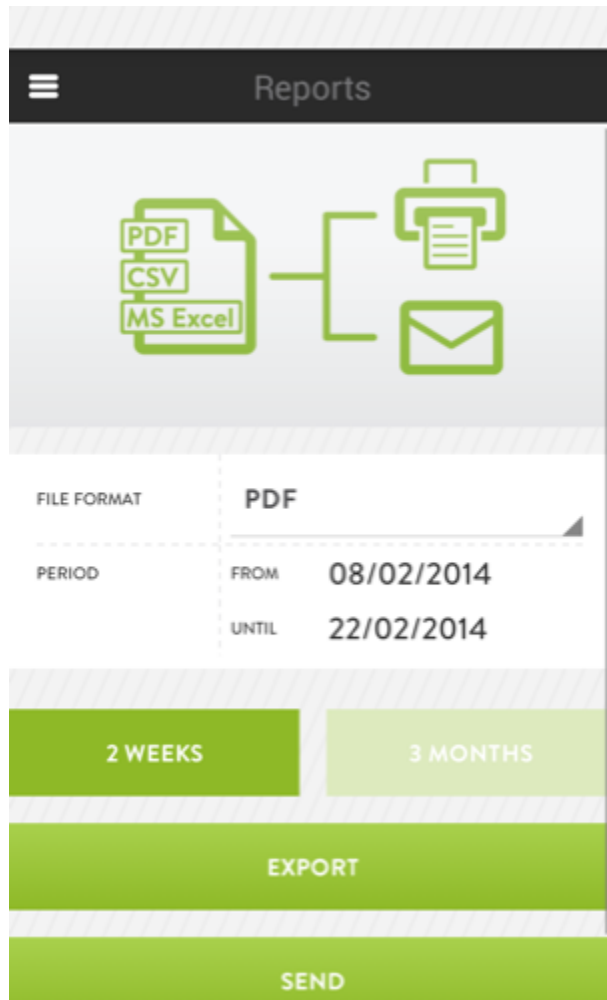 Reports
PDF
CSV
MS Excel
FILE FORMAT PDF
PERIOD FROM 08/02/2014
UNTIL 22/02/2014
2 WEEKS 3 MONTHS
EXPORT
SEND